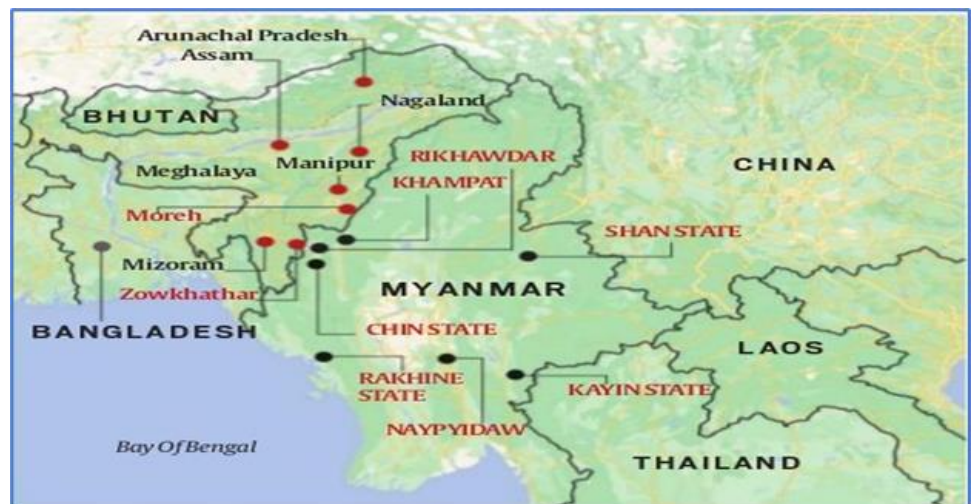 Arunachal Pradesh
Assam
BHUTAN
Nagaland
Meghalaya
Manipur
RIKHAWDAR
KHAMPAT
CHINA
Moreh
SHAN STATE
Mizoram
Zowkhathar
MYANMAR
BANGLADESH
CHIN STATE
LAOS
RAKHINE
STATE
KAYIN STATE
NAYPYIDAW
Bay Of Bengal
THAILAND